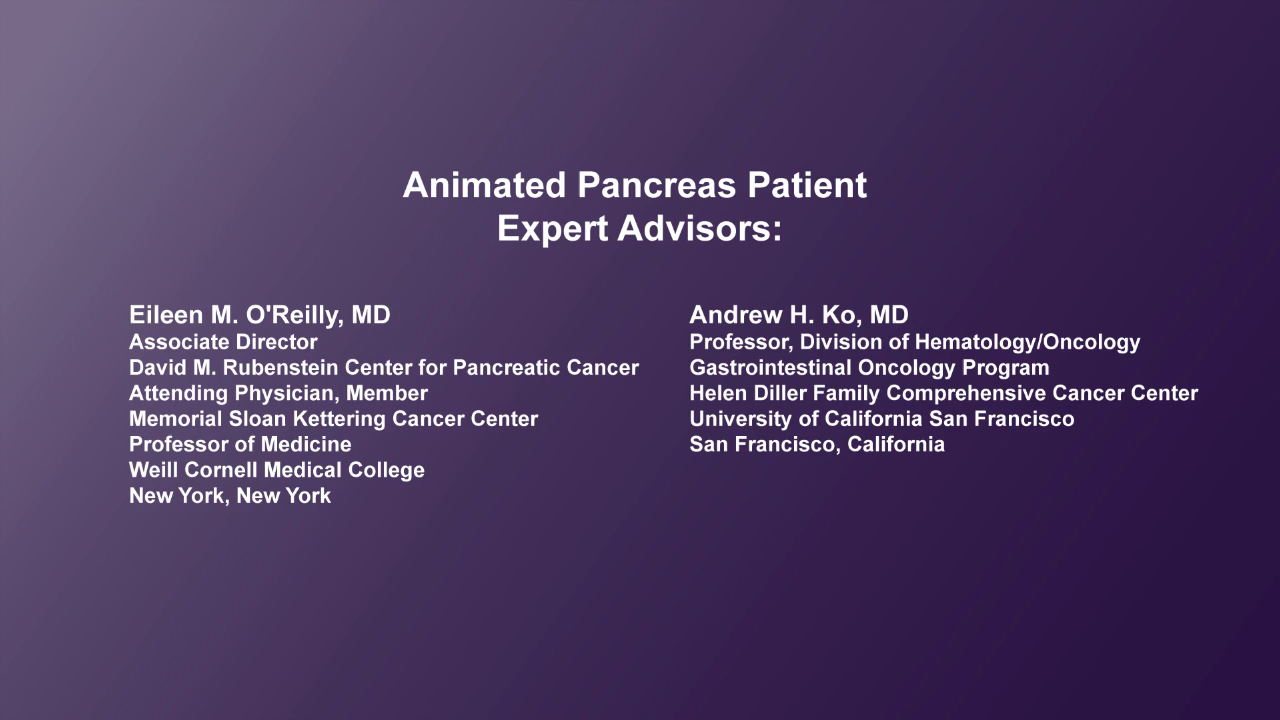 Animated Pancreas Patient
Expert Advisors:
Eileen M. O'Reilly, MD
Associate Director
David M. Rubenstein Center for Pancreatic Cancer
Attending Physician, Member
Memorial Sloan Kettering Cancer Center
Professor of Medicine
Weill Cornell Medical College
New York, New York
Andrew H. Ko, MD
Professor, Division of Hematology/Oncology
Gastrointestinal Oncology Program
Helen Diller Family Comprehensive Cancer Center
University of California San Francisco
San Francisco, California